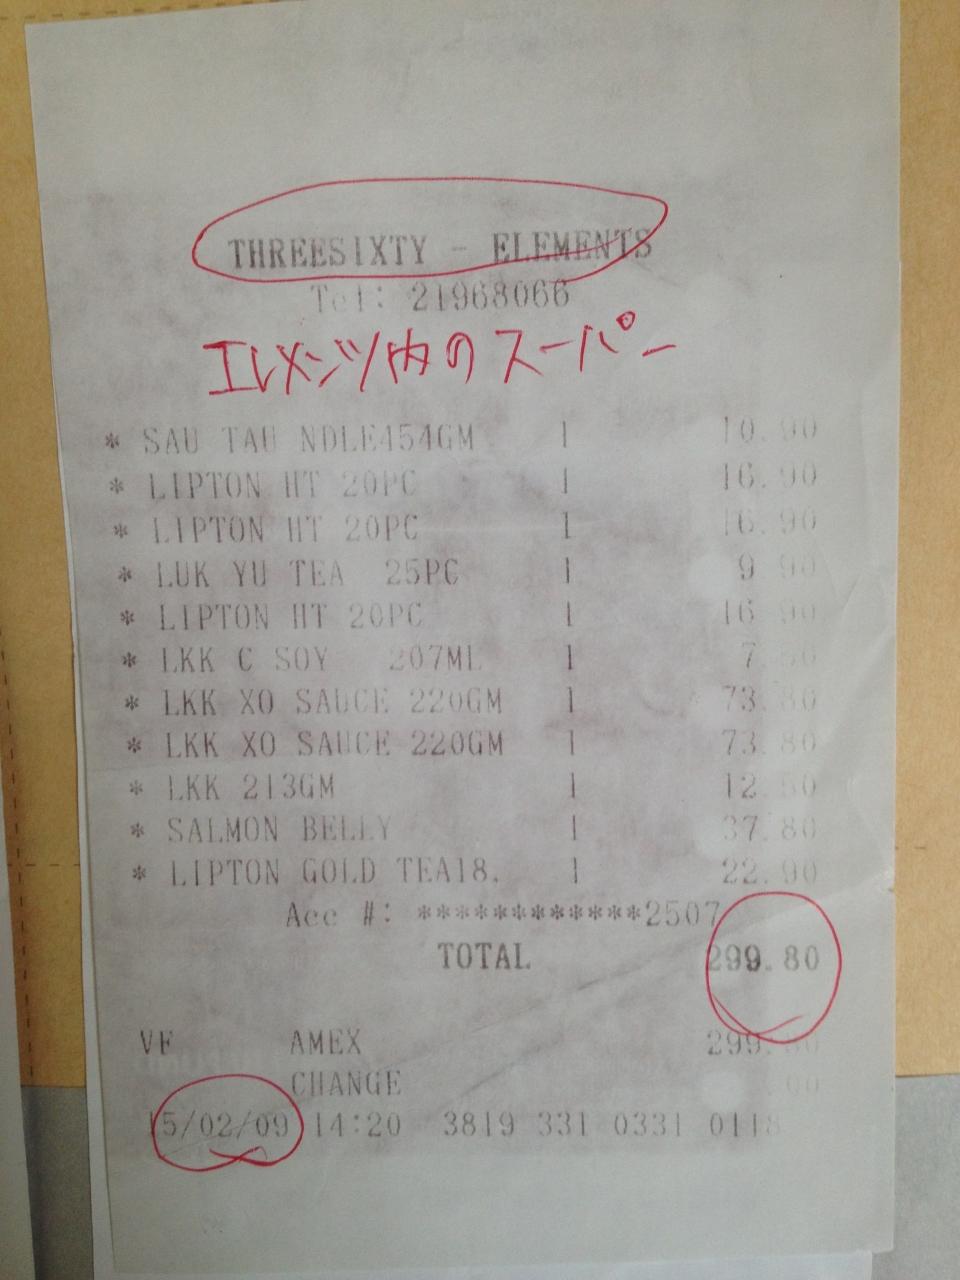 THREESIXTY - ELEMENTS
Tel: 21968066
エレメンツ内のスーパー
* SAU TAU NDLE454GM 1 10.90
* LIPTON HT 20PC 1 16.90
* LIPTON HT 20PC 1 16.90
* LUK YU TEA 25PC 1 9.90
* LIPTON HT 20PC 1 16.90
* LKK C SOY 207ML 1
* LKK XO SAUCE 220GM 1 73.80
* LKK XO SAUCE 220GM 1 73.80
* LKK 213GM 1
* SALMON BELLY 1 37.80
* LIPTON GOLD TEA18. 1 22.90
Acc #: ************2507
TOTAL 299.80
VF AMEX 299.80
CHANGE .00
15/02/09 14:20 3819 331 0331 0118